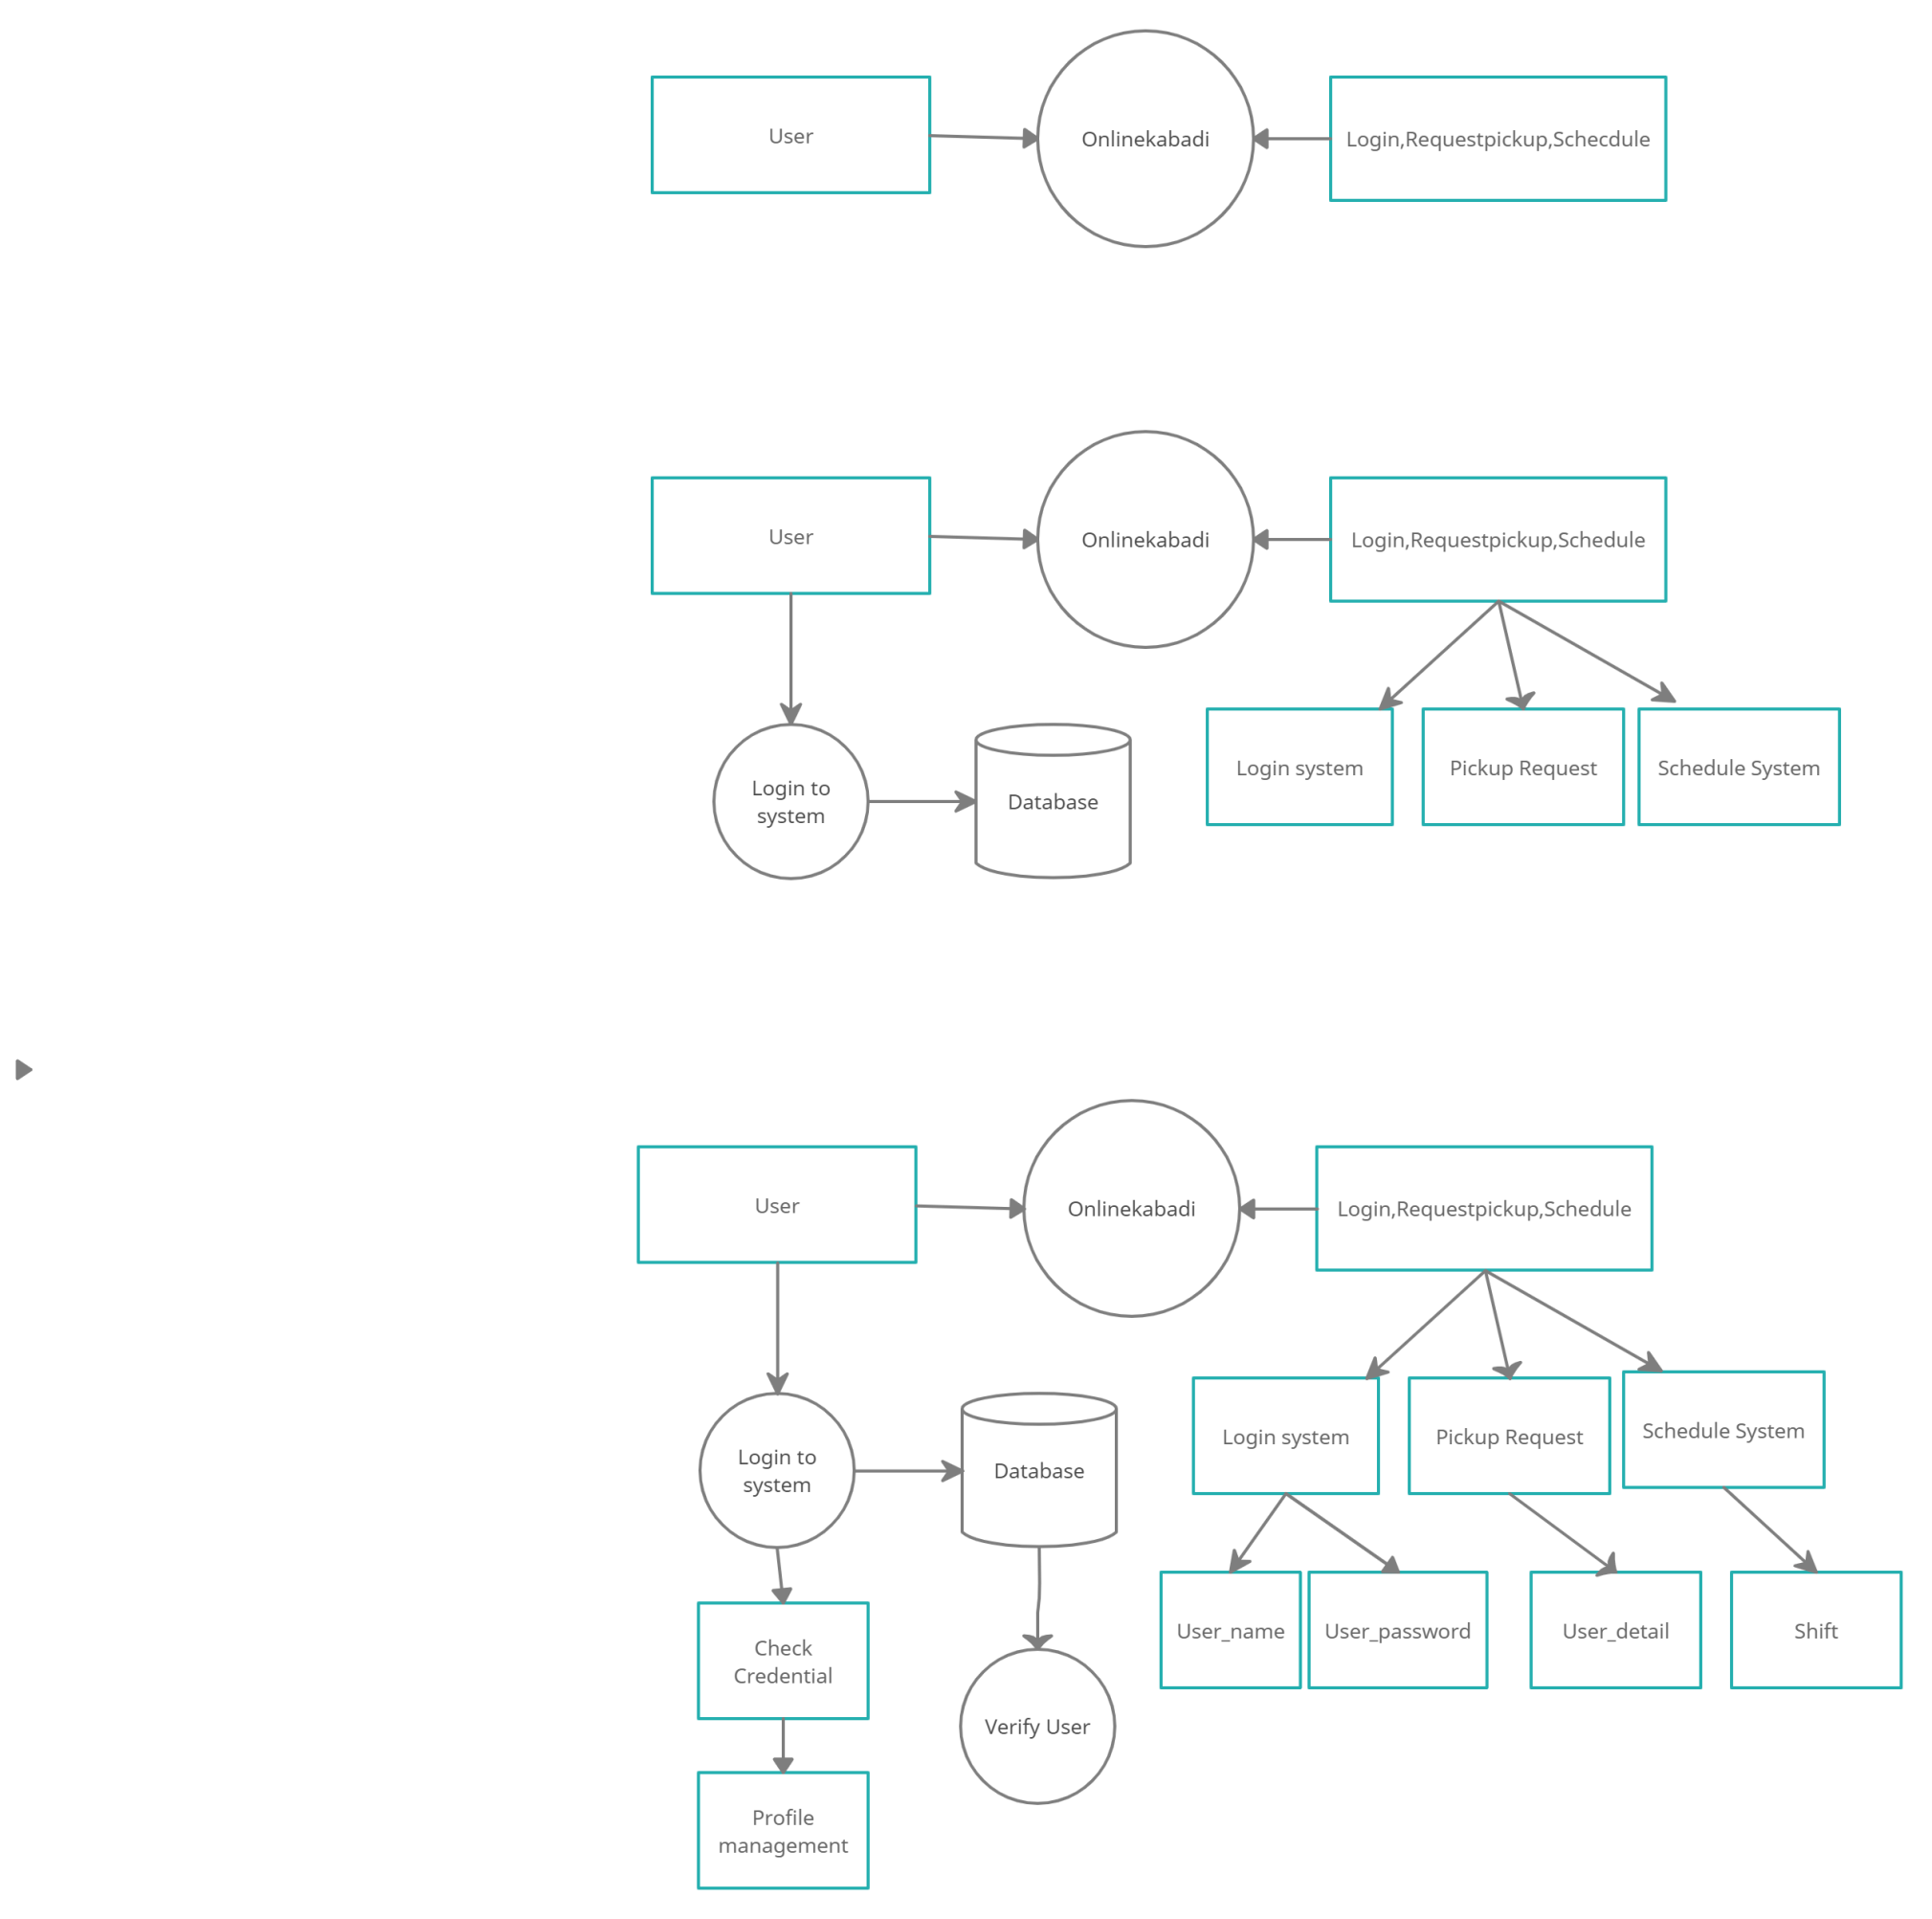 User
Onlinekabadi
Login,Requestpickup,Schecdule
User
Onlinekabadi
Login,Requestpickup,Schedule
Login to
system
Database
Login system
Pickup Request
Schedule System
User
Onlinekabadi
Login,Requestpickup,Schedule
Login to
system
Database
Login system
Pickup Request
Schedule System
Check
Credential
Verify User
User_name
User_password
User_detail
Shift
Profile
management